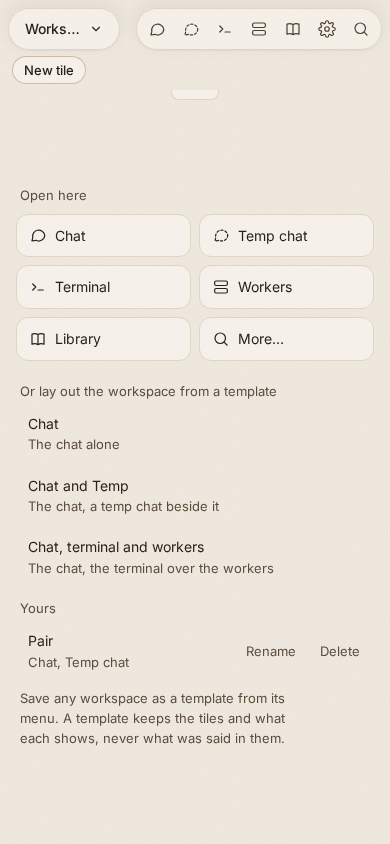 Works...
New tile
Open here
Chat
Temp chat
Terminal
Workers
Library
More...
Or lay out the workspace from a template
Chat
The chat alone
Chat and Temp
The chat, a temp chat beside it
Chat, terminal and workers
The chat, the terminal over the workers
Yours
Pair
Chat, Temp chat
Rename
Delete
Save any workspace as a template from its
menu. A template keeps the tiles and what
each shows, never what was said in them.